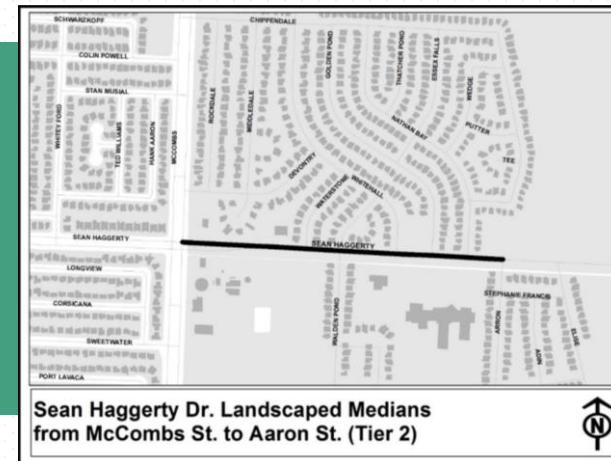 SCHWARZKOPF
CHIPPENDALE
COLIN POWELL
STAN MUSIAL
WHITEY FORD
TED WILLIAMS
HANK AARON
MCCOMBS
ROCKDALE
MIDDLEDALE
GOLDEN POND
THATCHER POND
ESSEX FALLS
WEDGE
NATHAN BAY
PUTTER
TEE
DEVONTRY
WATERSTONE
WHITEHALL
SEAN HAGGERTY
SEAN HAGGERTY
LONGVIEW
CORSICANA
SWEETWATER
PORT LAVACA
WALDEN POND
STEPHANIE FRANCIS
ARRON
ADIN
ELISE
Sean Haggerty Dr. Landscaped Medians
from McCombs St. to Aaron St. (Tier 2)
N